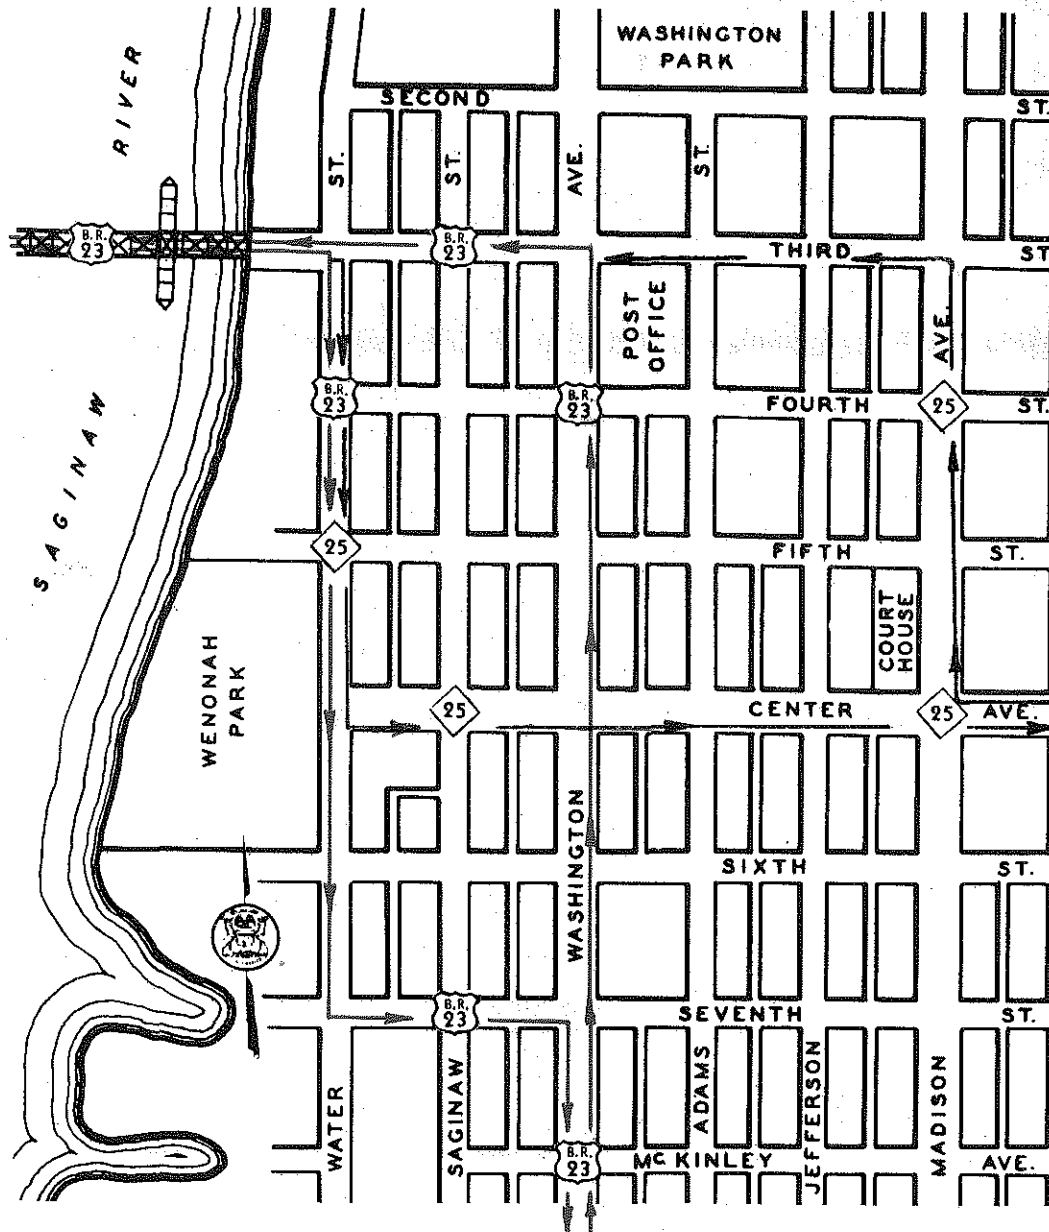 WASHINGTON
PARK
RIVER
SECOND
ST.
ST.
ST.
AVE.
ST.
B.R.
23
B.R.
23
THIRD
ST
POST
OFFICE
AVE.
SAGINAW
B.R.
23
B.R.
23
FOURTH
25
ST.
25
FIFTH
ST.
COURT
HOUSE
WENONAH
PARK
25
CENTER
25
AVE.
WASHINGTON
SIXTH
ST.
B.R.
23
SEVENTH
ST.
WATER
SAGINAW
ADAMS
JEFFERSON
MADISON
B.R.
23
MCKINLEY
AVE.